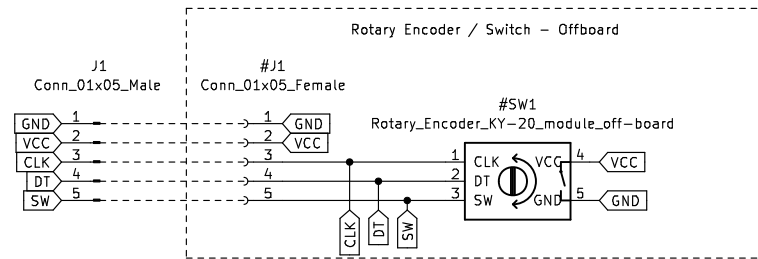 Rotary Encoder / Switch – Offboard
J1
Conn_01x05_Male
#J1
Conn_01x05_Female
#SW1
Rotary_Encoder_KY-20_module_off-board
GND 1 1 GND
VCC 2 2 VCC
CLK 3 3 1 CLK VCC 4 VCC
DT 4 4 2 DT
SW 5 5 3 SW GND 5 GND
CLK DT SW